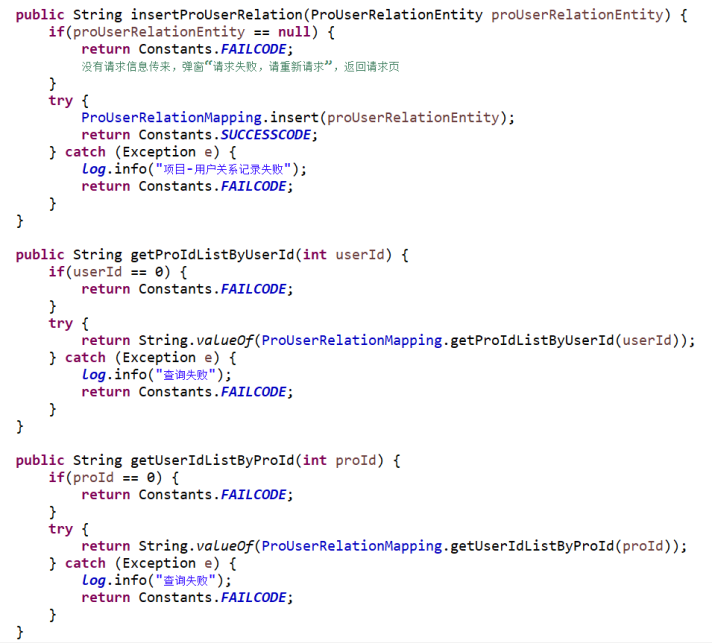 public String insertProUserRelation(ProUserRelationEntity proUserRelationEntity) {
    if(proUserRelationEntity == null) {
        return Constants.FAILCODE;
        没有请求信息传来，弹窗“请求失败，请重新请求”，返回请求页
    }
    try {
        ProUserRelationMapping.insert(proUserRelationEntity);
        return Constants.SUCCESSCODE;
    } catch (Exception e) {
        log.info("项目-用户关系记录失败");
        return Constants.FAILCODE;
    }
}

public String getProIdListByUserId(int userId) {
    if(userId == 0) {
        return Constants.FAILCODE;
    }
    try {
        return String.valueOf(ProUserRelationMapping.getProIdListByUserId(userId));
    } catch (Exception e) {
        log.info("查询失败");
        return Constants.FAILCODE;
    }
}

public String getUserIdListByProId(int proId) {
    if(proId == 0) {
        return Constants.FAILCODE;
    }
    try {
        return String.valueOf(ProUserRelationMapping.getUserIdListByProId(proId));
    } catch (Exception e) {
        log.info("查询失败");
        return Constants.FAILCODE;
    }
}